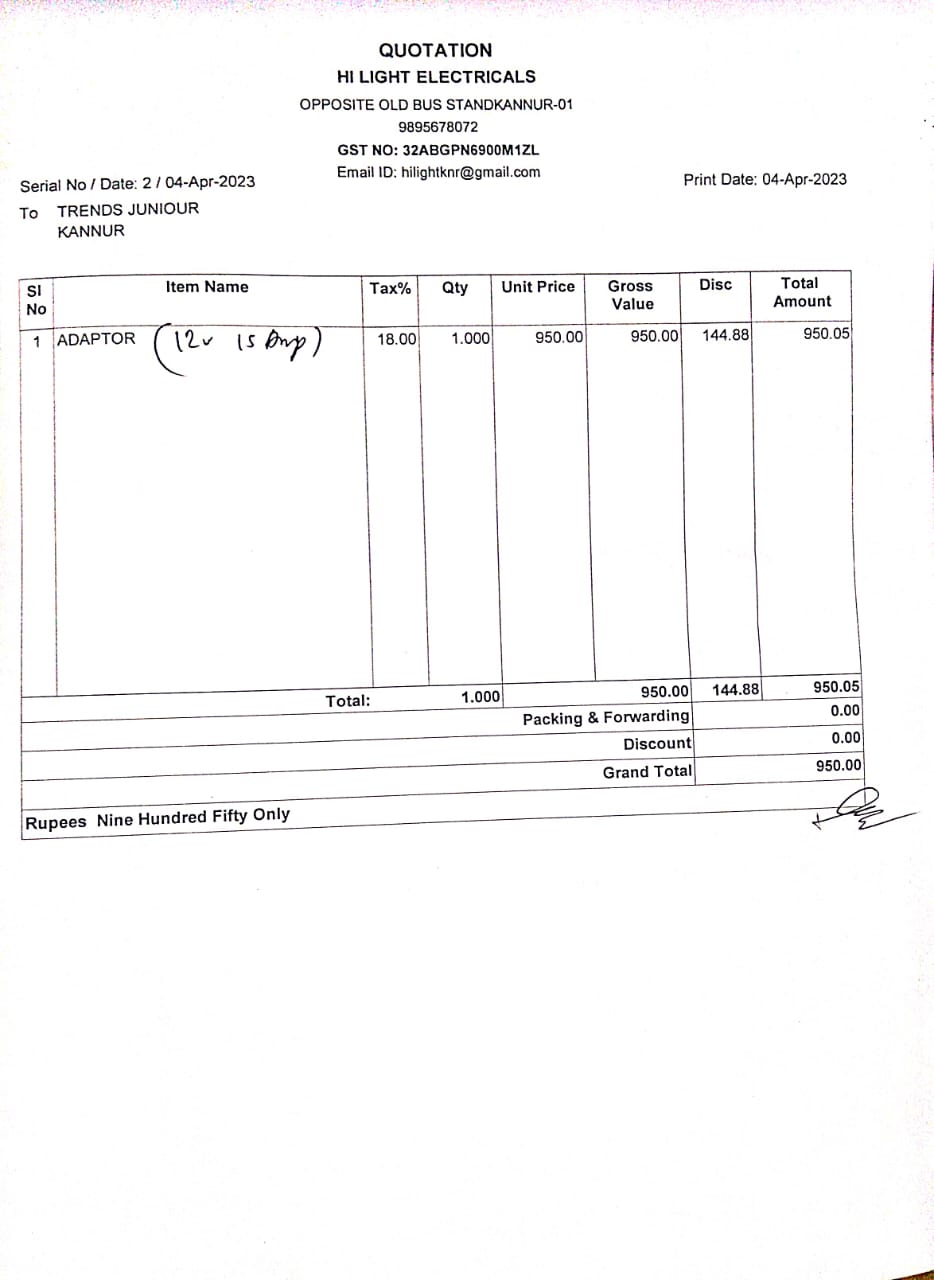 QUOTATION
HI LIGHT ELECTRICALS
OPPOSITE OLD BUS STANDKANNUR-01
9895678072
GST NO: 32ABGPN6900M1ZL
Email ID: hilightknr@gmail.com
Serial No / Date: 2 / 04-Apr-2023 Print Date: 04-Apr-2023
To TRENDS JUNIOUR
KANNUR
Sl No Item Name Tax% Qty Unit Price Gross Value Disc Total Amount
1 ADAPTOR (12v 15 Amp) 18.00 1.000 950.00 950.00 144.88 950.05
Total: 1.000 950.00 144.88 950.05
Packing & Forwarding 0.00
Discount 0.00
Grand Total 950.00
Rupees Nine Hundred Fifty Only